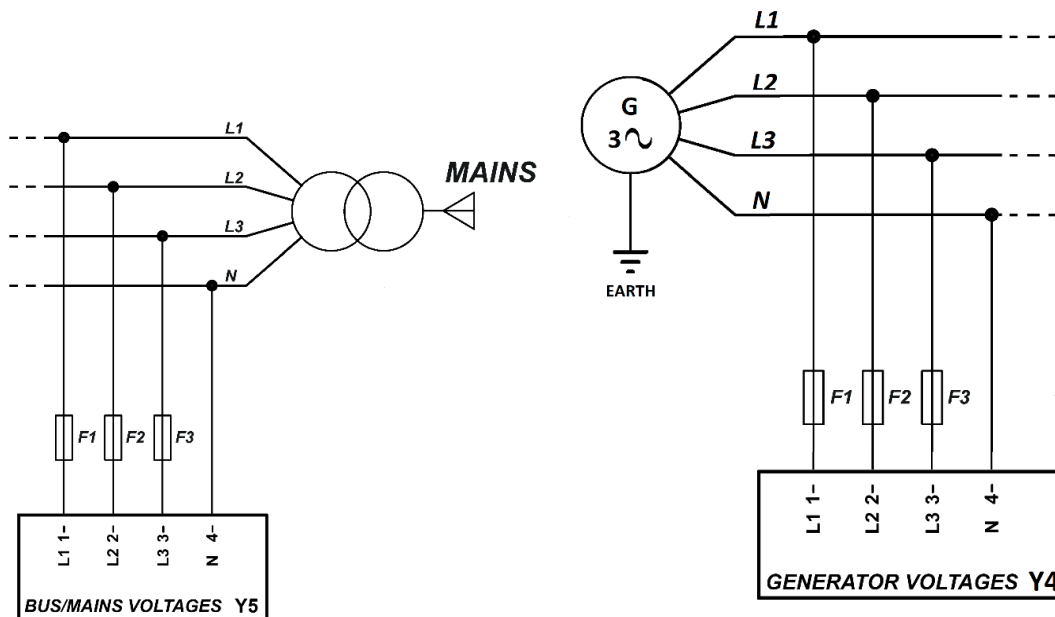 L1
L2
L3
N
MAINS
F1 F2 F3
L1 1-
L2 2-
L3 3-
N 4-
BUS/MAINS VOLTAGES Y5
L1
L2
L3
N
G
3~
EARTH
F1 F2 F3
L1 1-
L2 2-
L3 3-
N 4-
GENERATOR VOLTAGES Y4